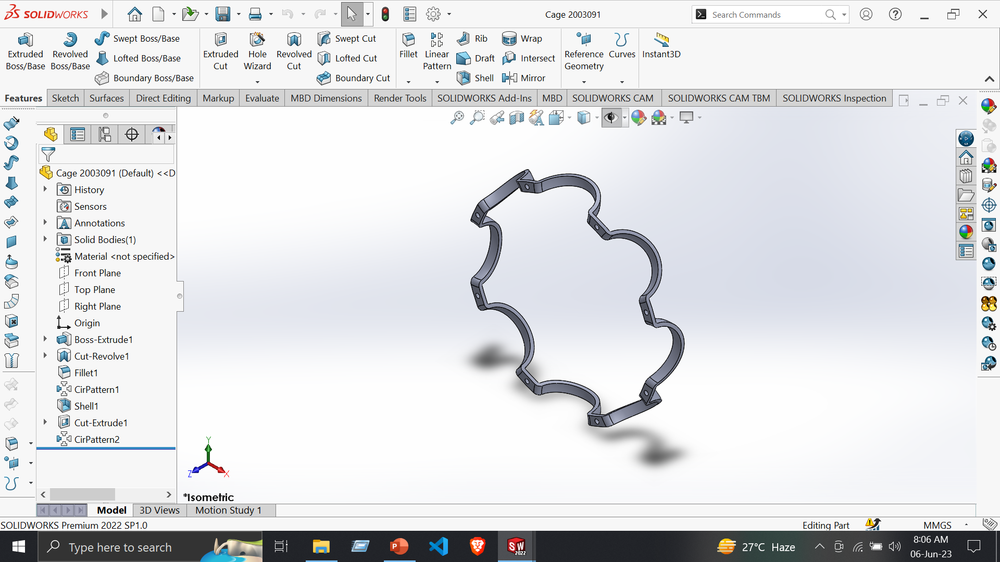 SOLIDWORKS
Cage 2003091
Search Commands
Extruded Boss/Base
Revolved Boss/Base
Swept Boss/Base
Lofted Boss/Base
Boundary Boss/Base
Extruded Cut
Hole Wizard
Revolved Cut
Swept Cut
Lofted Cut
Boundary Cut
Fillet
Linear Pattern
Rib
Draft
Shell
Wrap
Intersect
Mirror
Reference Geometry
Curves
Instant3D
Features
Sketch
Surfaces
Direct Editing
Markup
Evaluate
MBD Dimensions
Render Tools
SOLIDWORKS Add-Ins
MBD
SOLIDWORKS CAM
SOLIDWORKS CAM TBM
SOLIDWORKS Inspection
Cage 2003091 (Default) <<D
History
Sensors
Annotations
Solid Bodies(1)
Material <not specified>
Front Plane
Top Plane
Right Plane
Origin
Boss-Extrude1
Cut-Revolve1
Fillet1
CirPattern1
Shell1
Cut-Extrude1
CirPattern2
Y
Z
X
*Isometric
Model
3D Views
Motion Study 1
SOLIDWORKS Premium 2022 SP1.0
Editing Part
MMGS
Type here to search
27°C Haze
8:06 AM
06-Jun-23